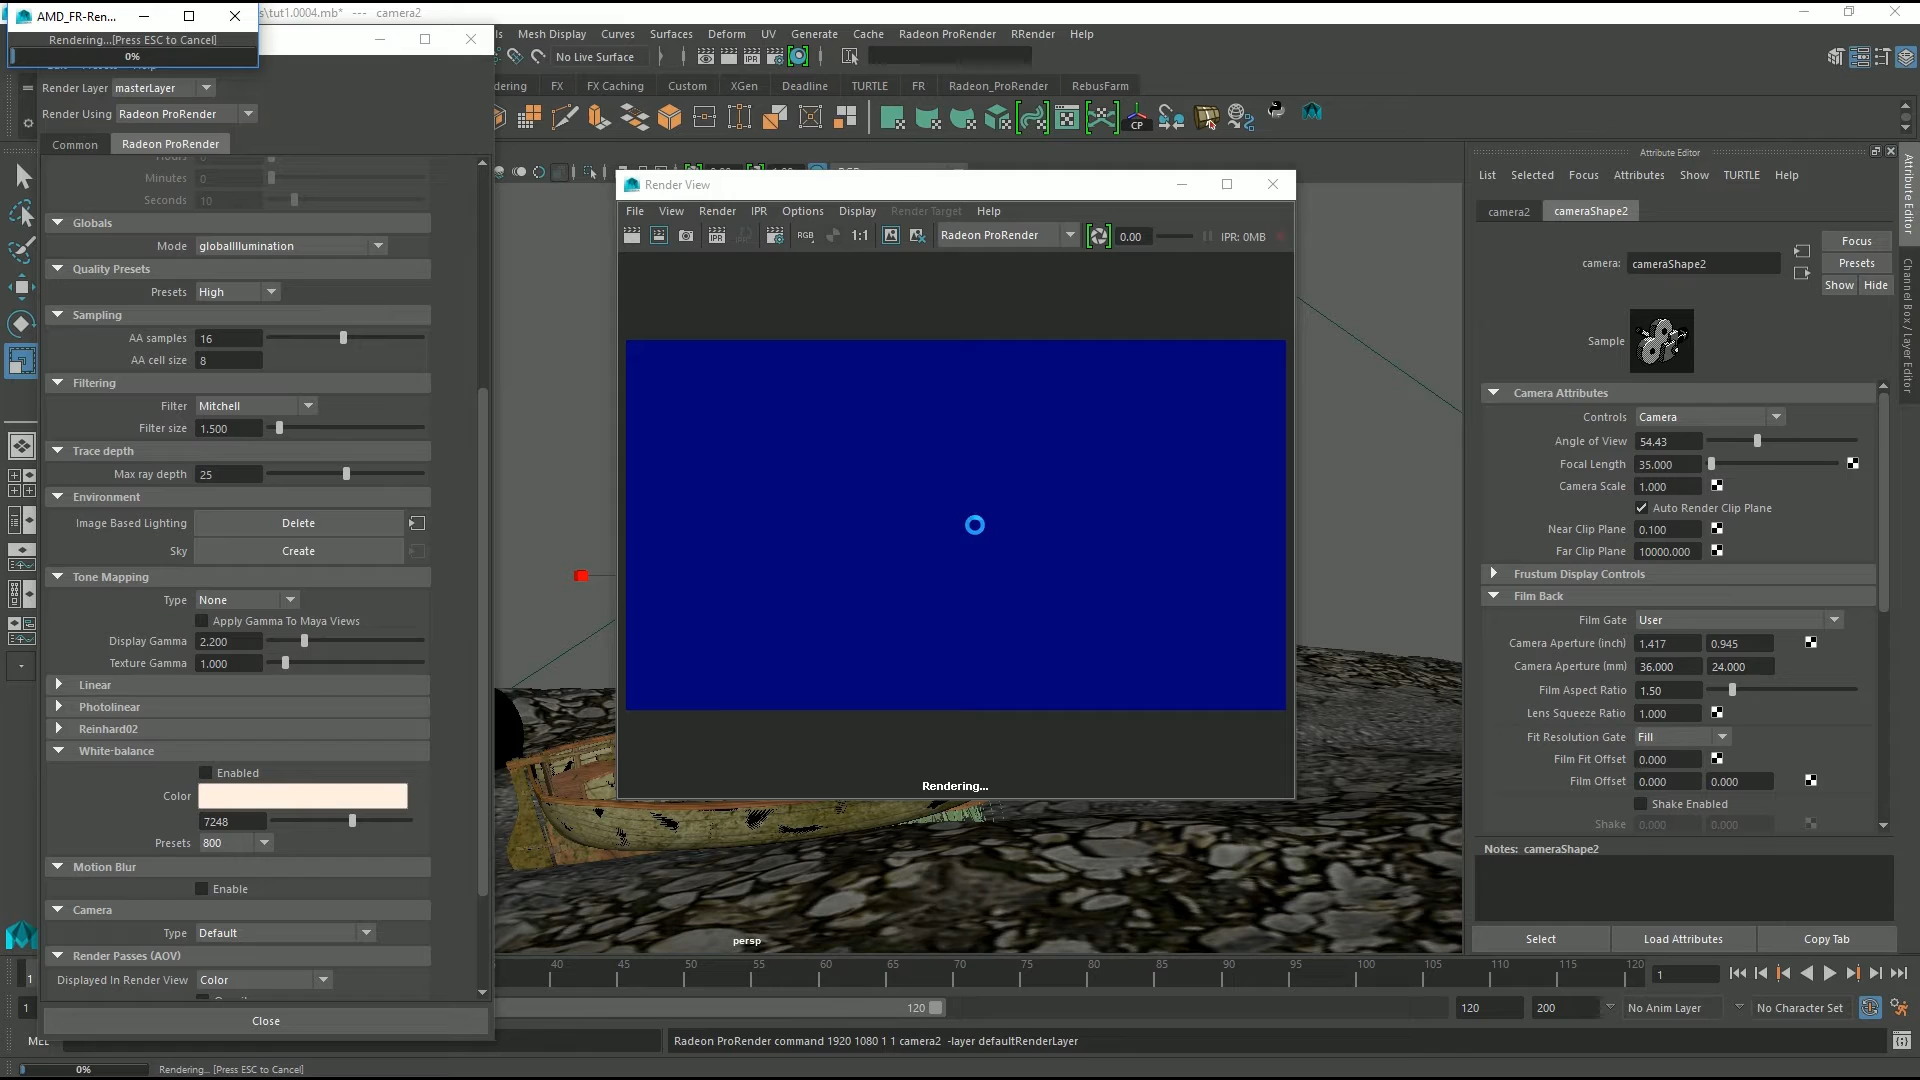 AMD_FR-Ren...
s\tut1.0004.mb* --- camera2
Rendering...[Press ESC to Cancel]
0%
Mesh Display Curves Surfaces Deform UV Generate Cache Radeon ProRender RRender Help
No Live Surface
Render Layer masterLayer
Render Using Radeon ProRender
FX FX Caching Custom XGen Deadline TURTLE FR Radeon_ProRender RebusFarm
CP
Common Radeon ProRender
Minutes 0
Seconds 10
Globals
Mode globalIllumination
Quality Presets
Presets High
Sampling
AA samples 16
AA cell size 8
Filtering
Filter Mitchell
Filter size 1.500
Trace depth
Max ray depth 25
Environment
Image Based Lighting Delete
Sky Create
Tone Mapping
Type None
Apply Gamma To Maya Views
Display Gamma 2.200
Texture Gamma 1.000
Linear
Photolinear
Reinhard02
White-balance
Enabled
Color
7248
Presets 800
Motion Blur
Enable
Camera
Type Default
Render Passes (AOV)
Displayed In Render View Color
Close
Render View
File View Render IPR Options Display Render Target Help
IPR RGB 1:1 Radeon ProRender 0.00 IPR: 0MB
Rendering...
persp
Attribute Editor
List Selected Focus Attributes Show TURTLE Help
camera2 cameraShape2
Focus
camera: cameraShape2
Presets
Show Hide
Sample
Camera Attributes
Controls Camera
Angle of View 54.43
Focal Length 35.000
Camera Scale 1.000
Auto Render Clip Plane
Near Clip Plane 0.100
Far Clip Plane 10000.000
Frustum Display Controls
Film Back
Film Gate User
Camera Aperture (inch) 1.417 0.945
Camera Aperture (mm) 36.000 24.000
Film Aspect Ratio 1.50
Lens Squeeze Ratio 1.000
Fit Resolution Gate Fill
Film Fit Offset 0.000
Film Offset 0.000 0.000
Shake Enabled
Shake 0.000 0.000
Notes: cameraShape2
Select Load Attributes Copy Tab
Attribute Editor
Channel Box / Layer Editor
1 40 45 50 55 60 65 70 75 80 85 90 95 100 105 110 115 120 1
1 120 120 200 No Anim Layer No Character Set
MEL Radeon ProRender command 1920 1080 1 1 camera2 -layer defaultRenderLayer
0% Rendering... [Press ESC to Cancel]